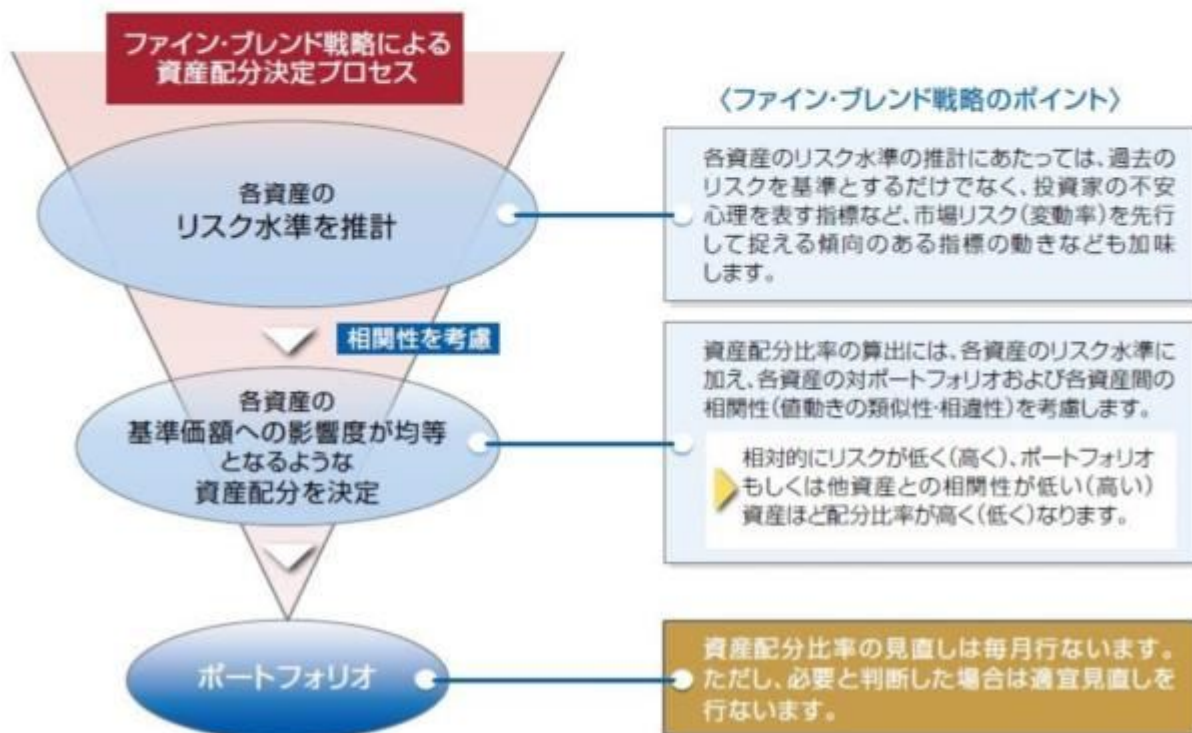 ファイン・ブレンド戦略による
資産配分決定プロセス
各資産の
リスク水準を推計
相関性を考慮
各資産の
基準価額への影響度が均等
となるような
資産配分を決定
ポートフォリオ
〈ファイン・ブレンド戦略のポイント〉
各資産のリスク水準の推計にあたっては、過去の
リスクを基準とするだけでなく、投資家の不安
心理を表す指標など、市場リスク(変動率)を先行
して捉える傾向のある指標の動きなども加味
します。
資産配分比率の算出には、各資産のリスク水準に
加え、各資産の対ポートフォリオおよび各資産間の
相関性(値動きの類似性・相違性)を考慮します。
相対的にリスクが低く(高く)、ポートフォリオ
もしくは他資産との相関性が低い(高い)
資産ほど配分比率が高く(低く)なります。
資産配分比率の見直しは毎月行ないます。
ただし、必要と判断した場合は適宜見直しを
行ないます。